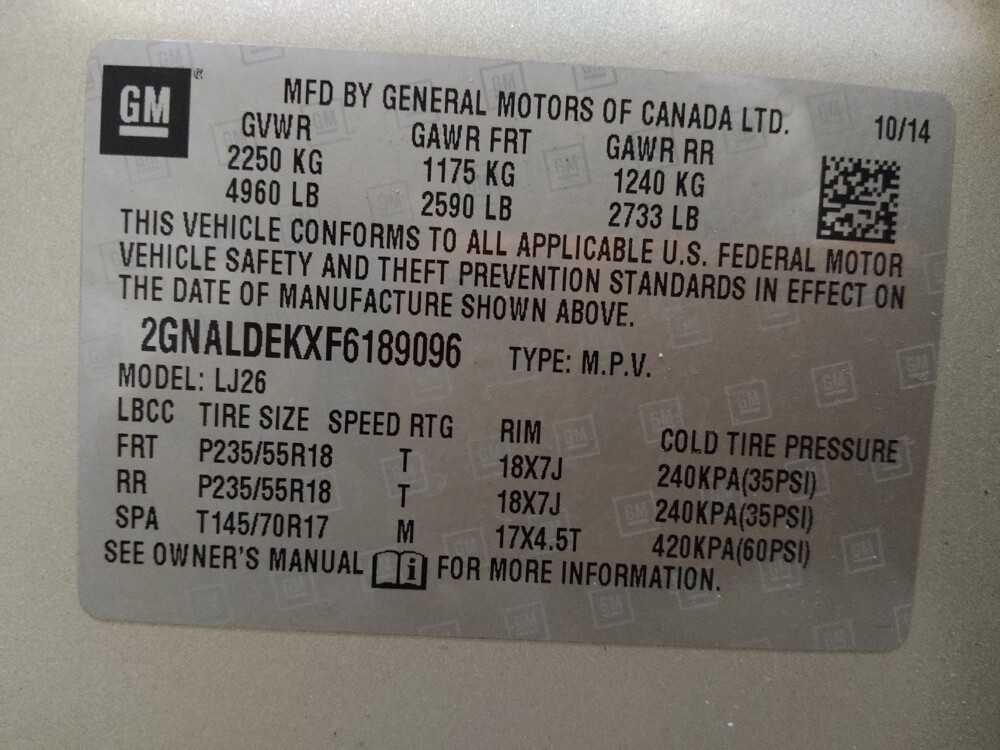 GM®
MFD BY GENERAL MOTORS OF CANADA LTD. 10/14
GVWR GAWR FRT GAWR RR
2250 KG 1175 KG 1240 KG
4960 LB 2590 LB 2733 LB
THIS VEHICLE CONFORMS TO ALL APPLICABLE U.S. FEDERAL MOTOR
VEHICLE SAFETY AND THEFT PREVENTION STANDARDS IN EFFECT ON
THE DATE OF MANUFACTURE SHOWN ABOVE.
2GNALDEKXF6189096 TYPE: M.P.V.
MODEL: LJ26
LBCC TIRE SIZE SPEED RTG RIM COLD TIRE PRESSURE
FRT P235/55R18 T 18X7J 240KPA(35PSI)
RR P235/55R18 T 18X7J 240KPA(35PSI)
SPA T145/70R17 M 17X4.5T 420KPA(60PSI)
SEE OWNER'S MANUAL i FOR MORE INFORMATION.